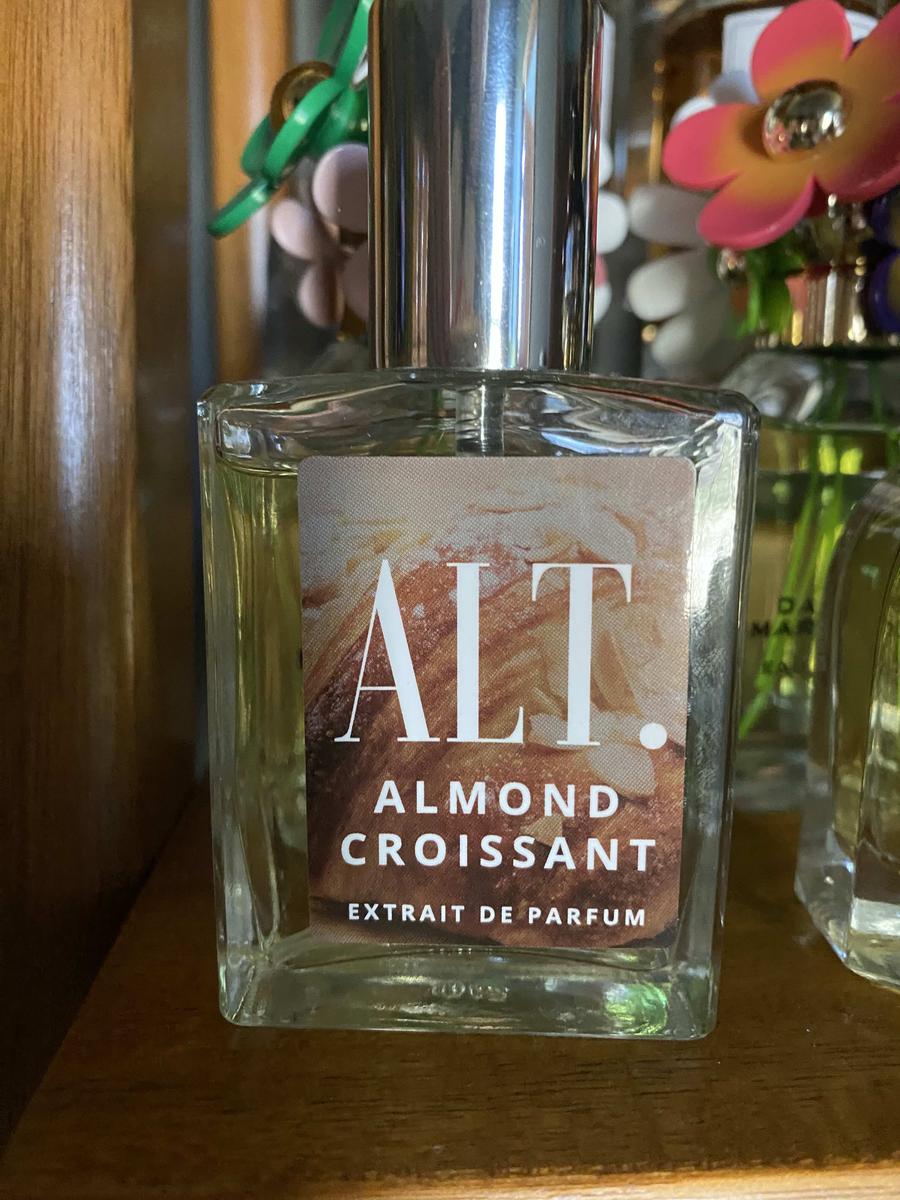 ALT.
ALMOND
CROISSANT
EXTRAIT DE PARFUM